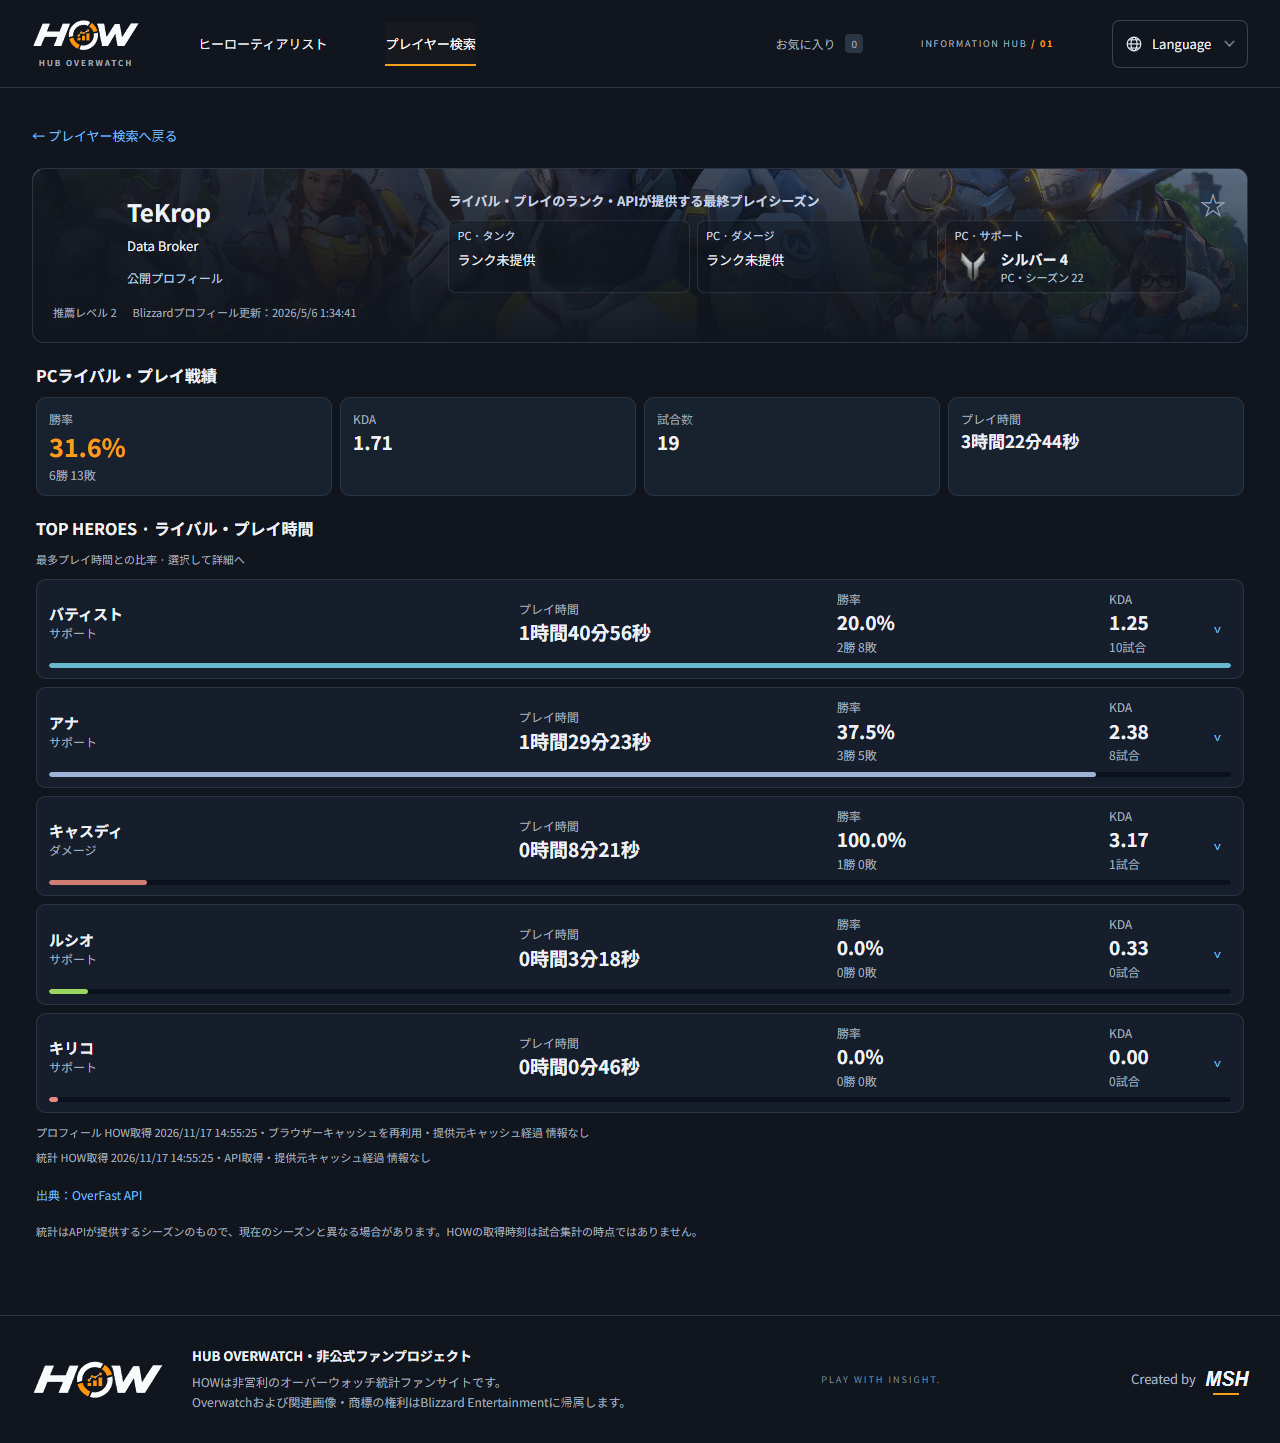 HOW
HUB OVERWATCH
ヒーローティアリスト
プレイヤー検索
お気に入り 0
INFORMATION HUB / 01
Language
← プレイヤー検索へ戻る
TeKrop
Data Broker
公開プロフィール
推薦レベル 2 Blizzardプロフィール更新：2026/5/6 1:34:41
ライバル・プレイのランク・APIが提供する最終プレイシーズン
PC · タンク
ランク未提供
PC · ダメージ
ランク未提供
PC · サポート
シルバー 4
PC・シーズン 22
PCライバル・プレイ戦績
勝率
31.6%
6勝 13敗
KDA
1.71
試合数
19
プレイ時間
3時間22分44秒
TOP HEROES · ライバル・プレイ時間
最多プレイ時間との比率 · 選択して詳細へ
バティスト
サポート
プレイ時間
1時間40分56秒
勝率
20.0%
2勝 8敗
KDA
1.25
10試合
v
アナ
サポート
プレイ時間
1時間29分23秒
勝率
37.5%
3勝 5敗
KDA
2.38
8試合
v
キャスディ
ダメージ
プレイ時間
0時間8分21秒
勝率
100.0%
1勝 0敗
KDA
3.17
1試合
v
ルシオ
サポート
プレイ時間
0時間3分18秒
勝率
0.0%
0勝 0敗
KDA
0.33
0試合
v
キリコ
サポート
プレイ時間
0時間0分46秒
勝率
0.0%
0勝 0敗
KDA
0.00
0試合
v
プロフィール HOW取得 2026/11/17 14:55:25・ブラウザーキャッシュを再利用・提供元キャッシュ経過 情報なし
統計 HOW取得 2026/11/17 14:55:25・API取得・提供元キャッシュ経過 情報なし
出典：OverFast API
統計はAPIが提供するシーズンのもので、現在のシーズンと異なる場合があります。HOWの取得時刻は試合集計の時点ではありません。
HOW
HUB OVERWATCH・非公式ファンプロジェクト
HOWは非営利のオーバーウォッチ統計ファンサイトです。
Overwatchおよび関連画像・商標の権利はBlizzard Entertainmentに帰属します。
PLAY WITH INSIGHT.
Created by MSH